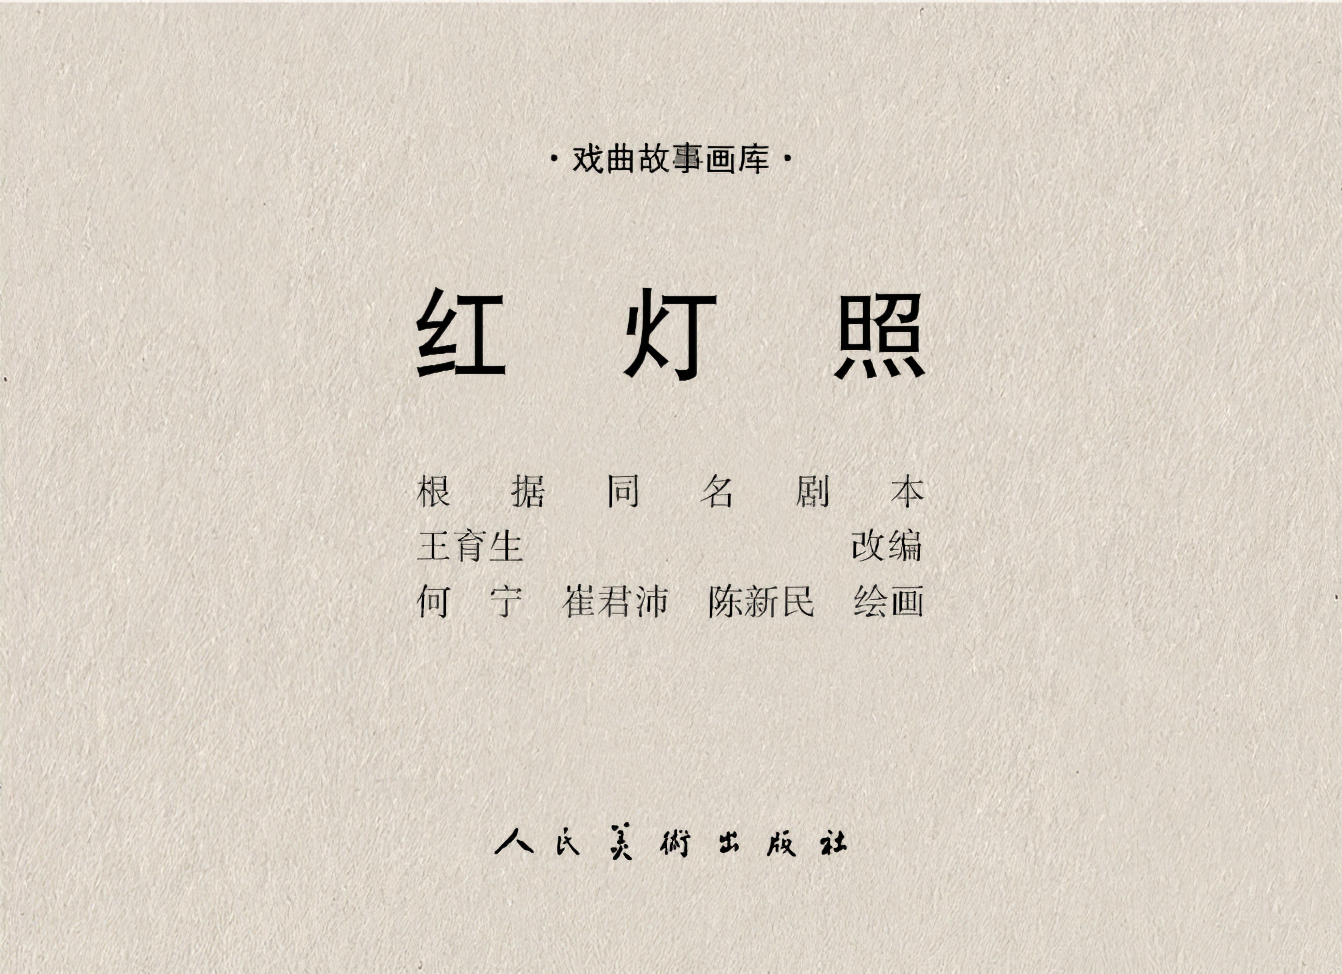 ·戏曲故事画库·
红灯照
根据同名剧本
王育生 改编
何宁 崔君沛 陈新民 绘画
人民美術出版社